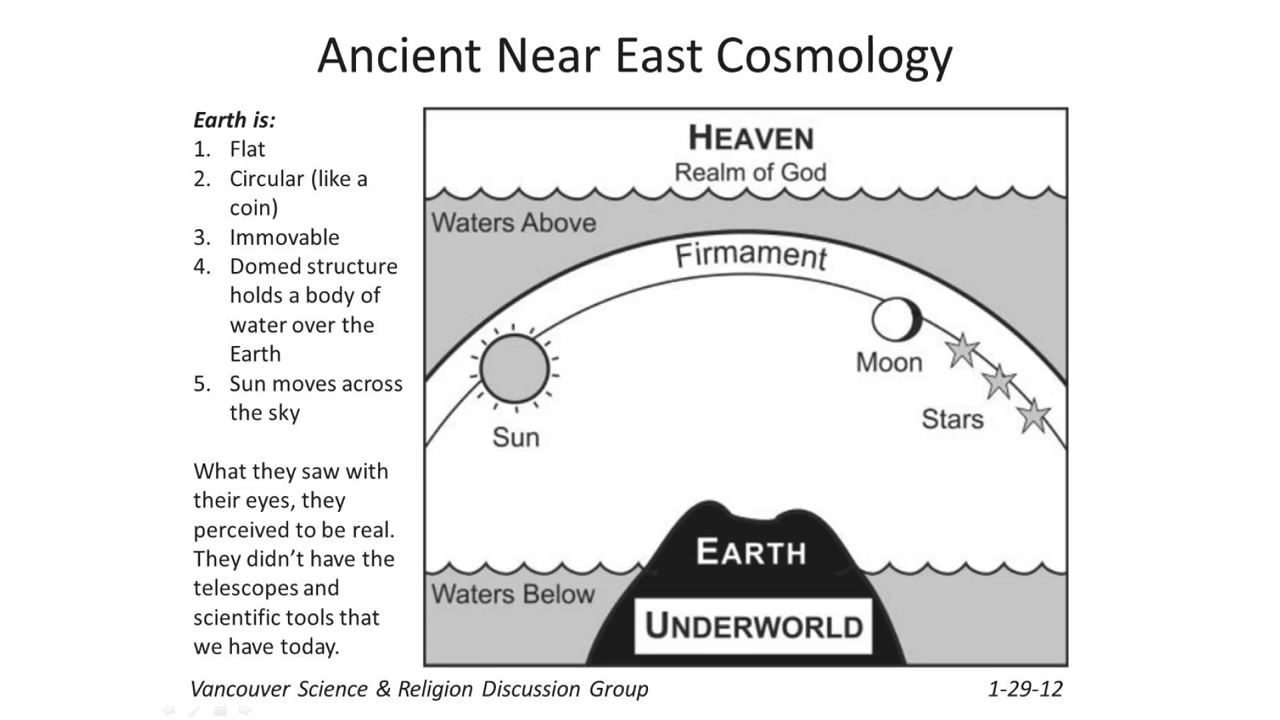 Ancient Near East Cosmology
Earth is:
1. Flat
2. Circular (like a
coin)
3. Immovable
4. Domed structure
holds a body of
water over the
Earth
5. Sun moves across
the sky
What they saw with
their eyes, they
perceived to be real.
They didn’t have the
telescopes and
scientific tools that
we have today.
HEAVEN
Realm of God
Waters Above
Firmament
Moon
Stars
Sun
EARTH
Waters Below
UNDERWORLD
Vancouver Science & Religion Discussion Group
1-29-12